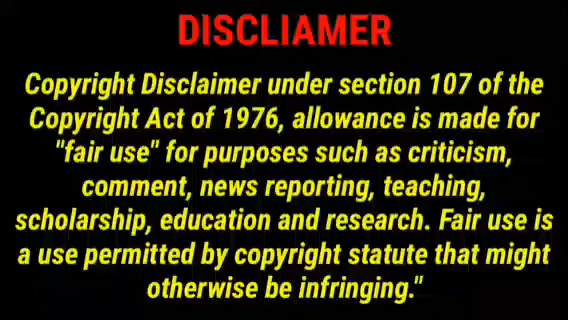 DISCLIAMER
Copyright Disclaimer under section 107 of the
Copyright Act of 1976, allowance is made for
"fair use" for purposes such as criticism,
comment, news reporting, teaching,
scholarship, education and research. Fair use is
a use permitted by copyright statute that might
otherwise be infringing."